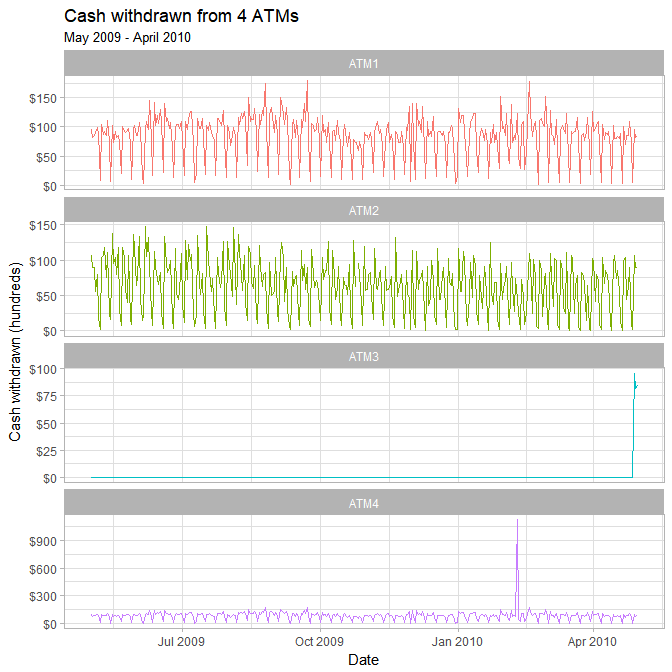 Cash withdrawn from 4 ATMs
May 2009 - April 2010
ATM1
$150
$100
$50
$0
ATM2
$150
$100
$50
$0
ATM3
$100
$75
$50
$25
$0
ATM4
$900
$600
$300
$0
Cash withdrawn (hundreds)
Jul 2009 Oct 2009 Jan 2010 Apr 2010
Date